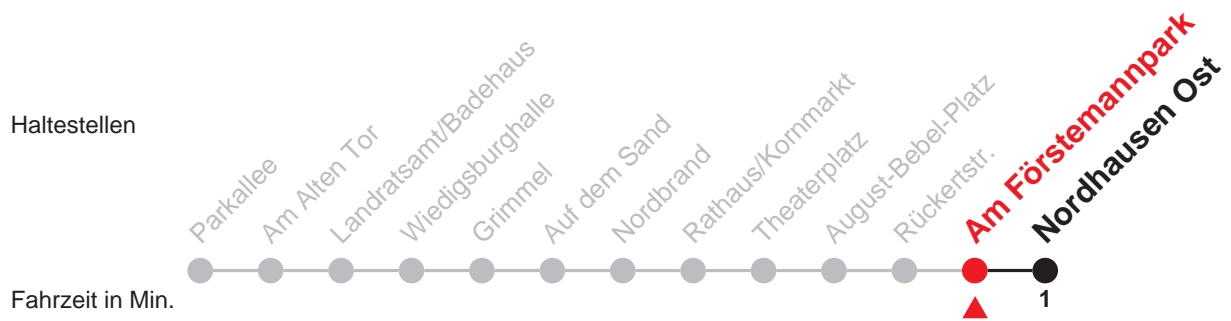 Haltestellen
Parkallee
Am Alten Tor
Landratsamt/Badehaus
Wiedigsburghalle
Grimmel
Auf dem Sand
Nordbrand
Rathaus/Kornmarkt
Theaterplatz
August-Bebel-Platz
Rückertstr.
Am Förstemannpark
Nordhausen Ost
Fahrzeit in Min.
1